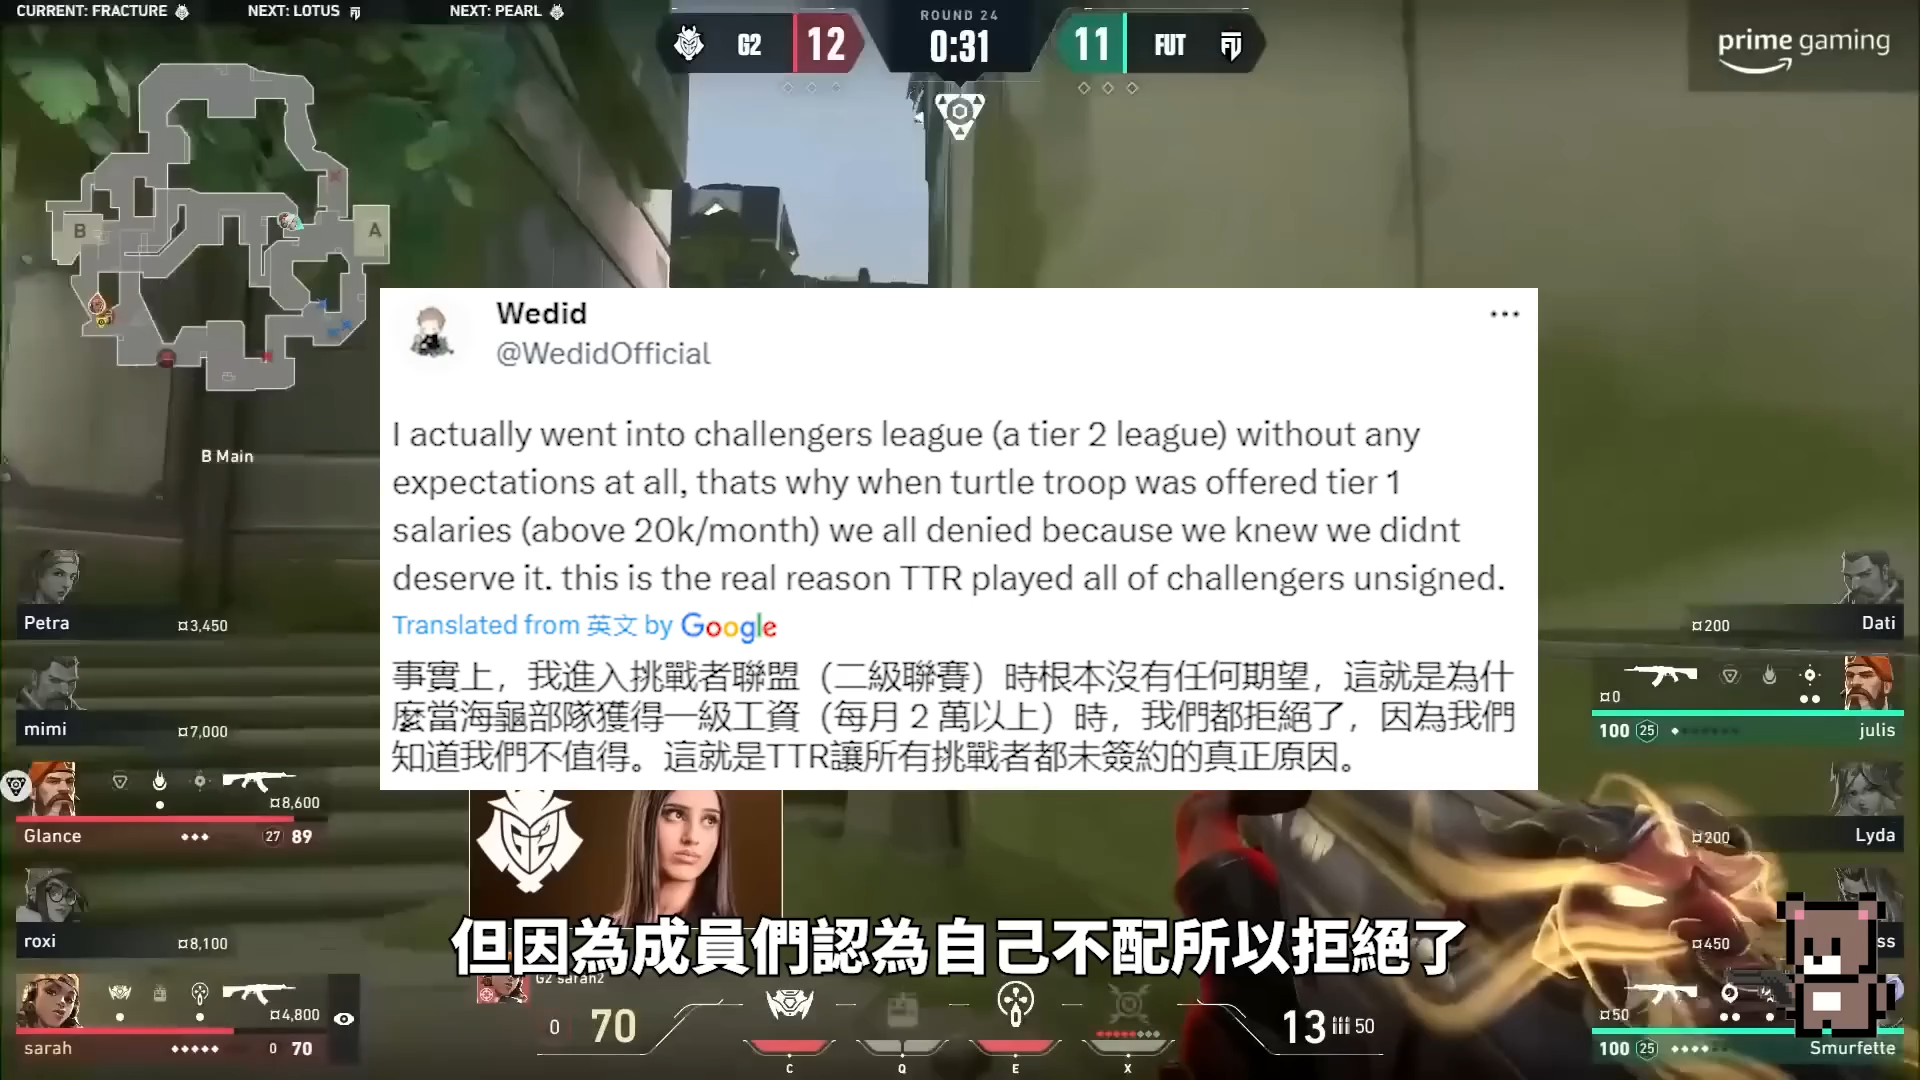 CURRENT: FRACTURE
NEXT: LOTUS
NEXT: PEARL
G2
12
ROUND 24
0:31
11
FUT
prime gaming
B
A
B Main
Wedid
@WedidOfficial
I actually went into challengers league (a tier 2 league) without any
expectations at all, thats why when turtle troop was offered tier 1
salaries (above 20k/month) we all denied because we knew we didnt
deserve it. this is the real reason TTR played all of challengers unsigned.
Translated from 英文 by Google
事實上，我進入挑戰者聯盟（二級聯賽）時根本沒有任何期望，這就是為什
麼當海龜部隊獲得一級工資（每月 2 萬以上）時，我們都拒絕了，因為我們
知道我們不值得。這就是TTR讓所有挑戰者都未簽約的真正原因。
Petra
¤3,450
mimi
¤7,000
¤8,600
Glance
27
89
roxi
¤8,100
¤4,800
sarah
0
70
¤200
Dati
¤0
100
25
julis
¤200
Lyda
¤450
ss
¤50
100
25
Smurfette
但因為成員們認為自己不配所以拒絕了
G2 sarah2
0
70
13
50
C
Q
E
X